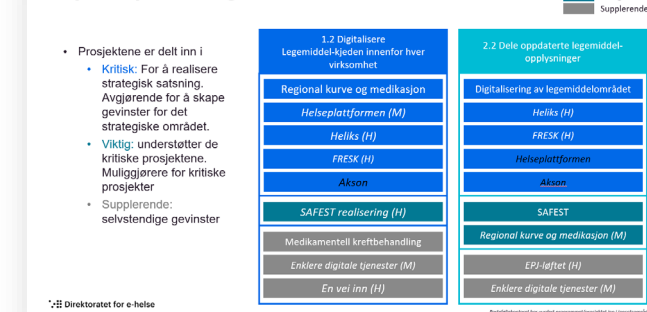 Supplerende
• Prosjektene er delt inn i
• Kritisk: For å realisere
strategisk satsning.
Avgjørende for å skape
gevinster for det
strategiske området.
• Viktig: understøtter de
kritiske prosjektene.
Muliggjørere for kritiske
prosjekter
• Supplerende:
selvstendige gevinster
1.2 Digitalisere
Legemiddel-kjeden innenfor hver
virksomhet
Regional kurve og medikasjon
Helseplattformen (M)
Heliks (H)
FRESK (H)
Akson
SAFEST realisering (H)
Medikamentell kreftbehandling
Enklere digitale tjenester (M)
En vei inn (H)
2.2 Dele oppdaterte legemiddel-
opplysninger
Digitalisering av legemiddelområdet
Heliks (H)
FRESK (H)
Helseplattformen
Akson
SAFEST
Regional kurve og medikasjon (M)
EPJ-løftet (H)
Enklere digitale tjenester (M)
Direktoratet for e-helse